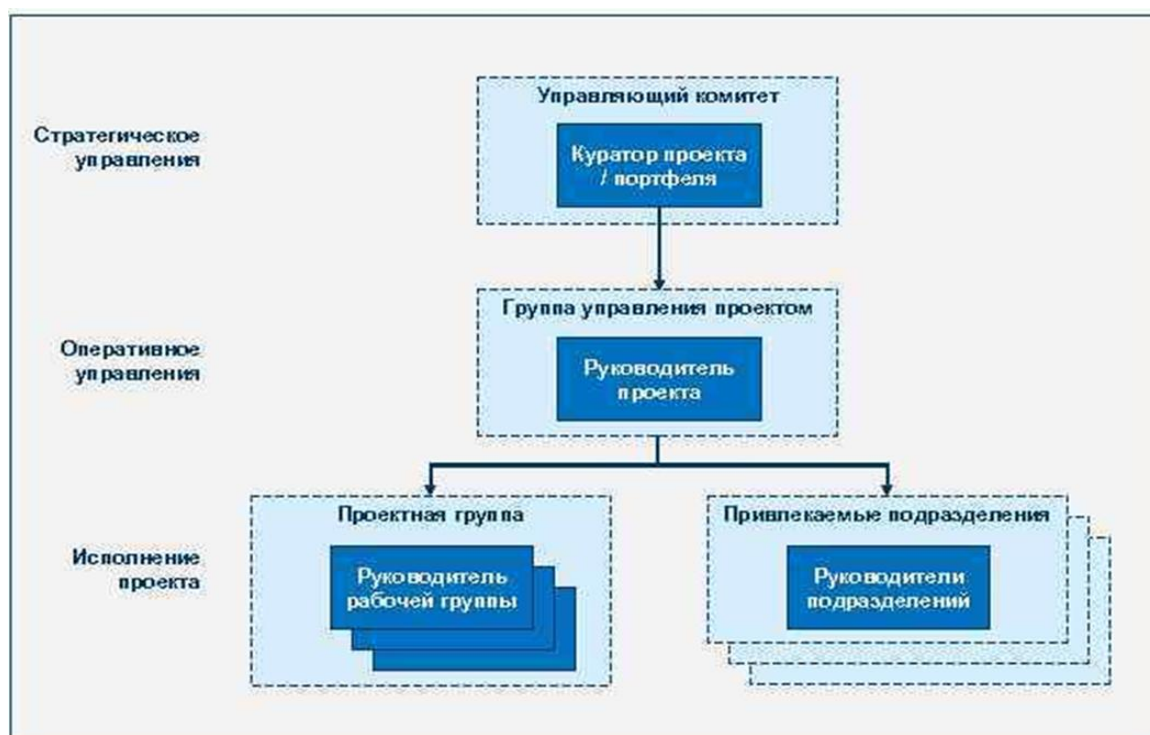 Управляющий комитет
Стратегическое
управления
Куратор проекта
/ портфеля
Группа управления проектом
Оперативное
управления
Руководитель
проекта
Проектная группа
Привлекаемые подразделения
Исполнение
проекта
Руководитель
рабочей группы
Руководители
подразделений